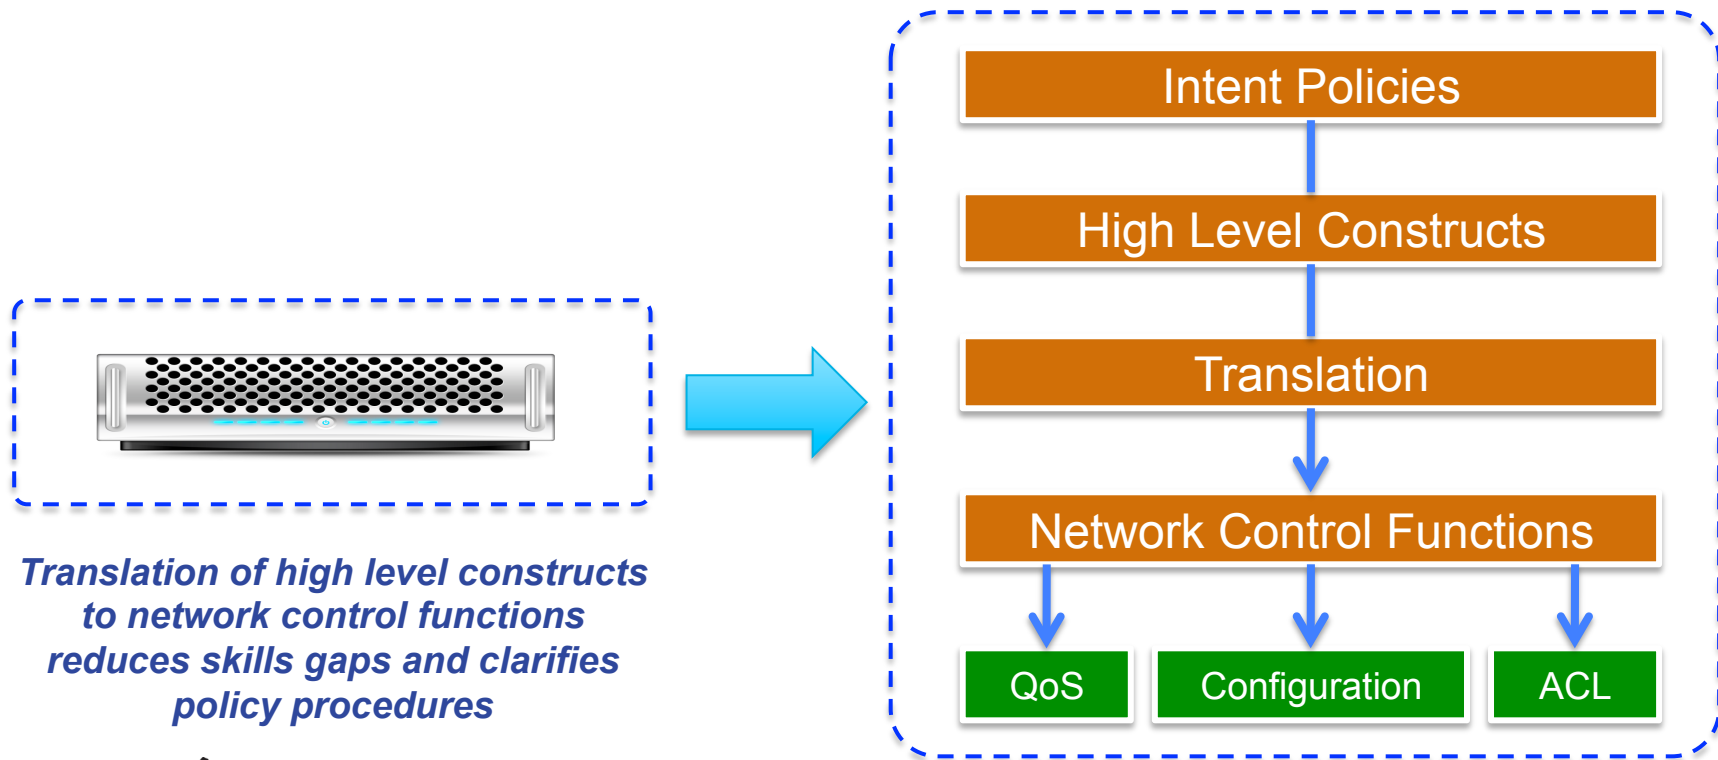 Intent Policies
High Level Constructs
Translation
Network Control Functions
QoS
Configuration
ACL
Translation of high level constructs
to network control functions
reduces skills gaps and clarifies
policy procedures